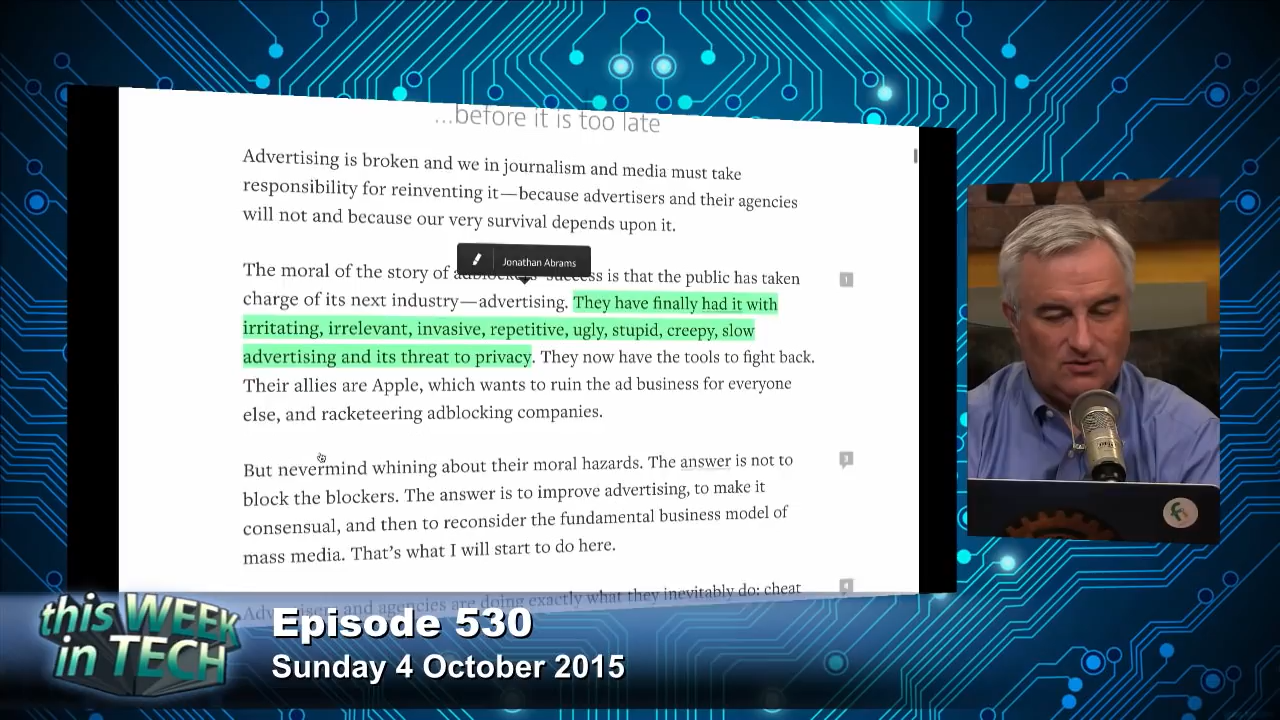 ...before it is too late
Advertising is broken and we in journalism and media must take
responsibility for reinventing it—because advertisers and their agencies
will not and because our very survival depends upon it.
Jonathan Abrams
The moral of the story of adblockers' success is that the public has taken
1
charge of its next industry—advertising. They have finally had it with
irritating, irrelevant, invasive, repetitive, ugly, stupid, creepy, slow
advertising and its threat to privacy. They now have the tools to fight back.
Their allies are Apple, which wants to ruin the ad business for everyone
else, and racketeering adblocking companies.
But nevermind whining about their moral hazards. The answer is not to
3
block the blockers. The answer is to improve advertising, to make it
consensual, and then to reconsider the fundamental business model of
mass media. That's what I will start to do here.
Advertisers and agencies are doing exactly what they inevitably do: cheat
this WEEK
in TECH
Episode 530
Sunday 4 October 2015